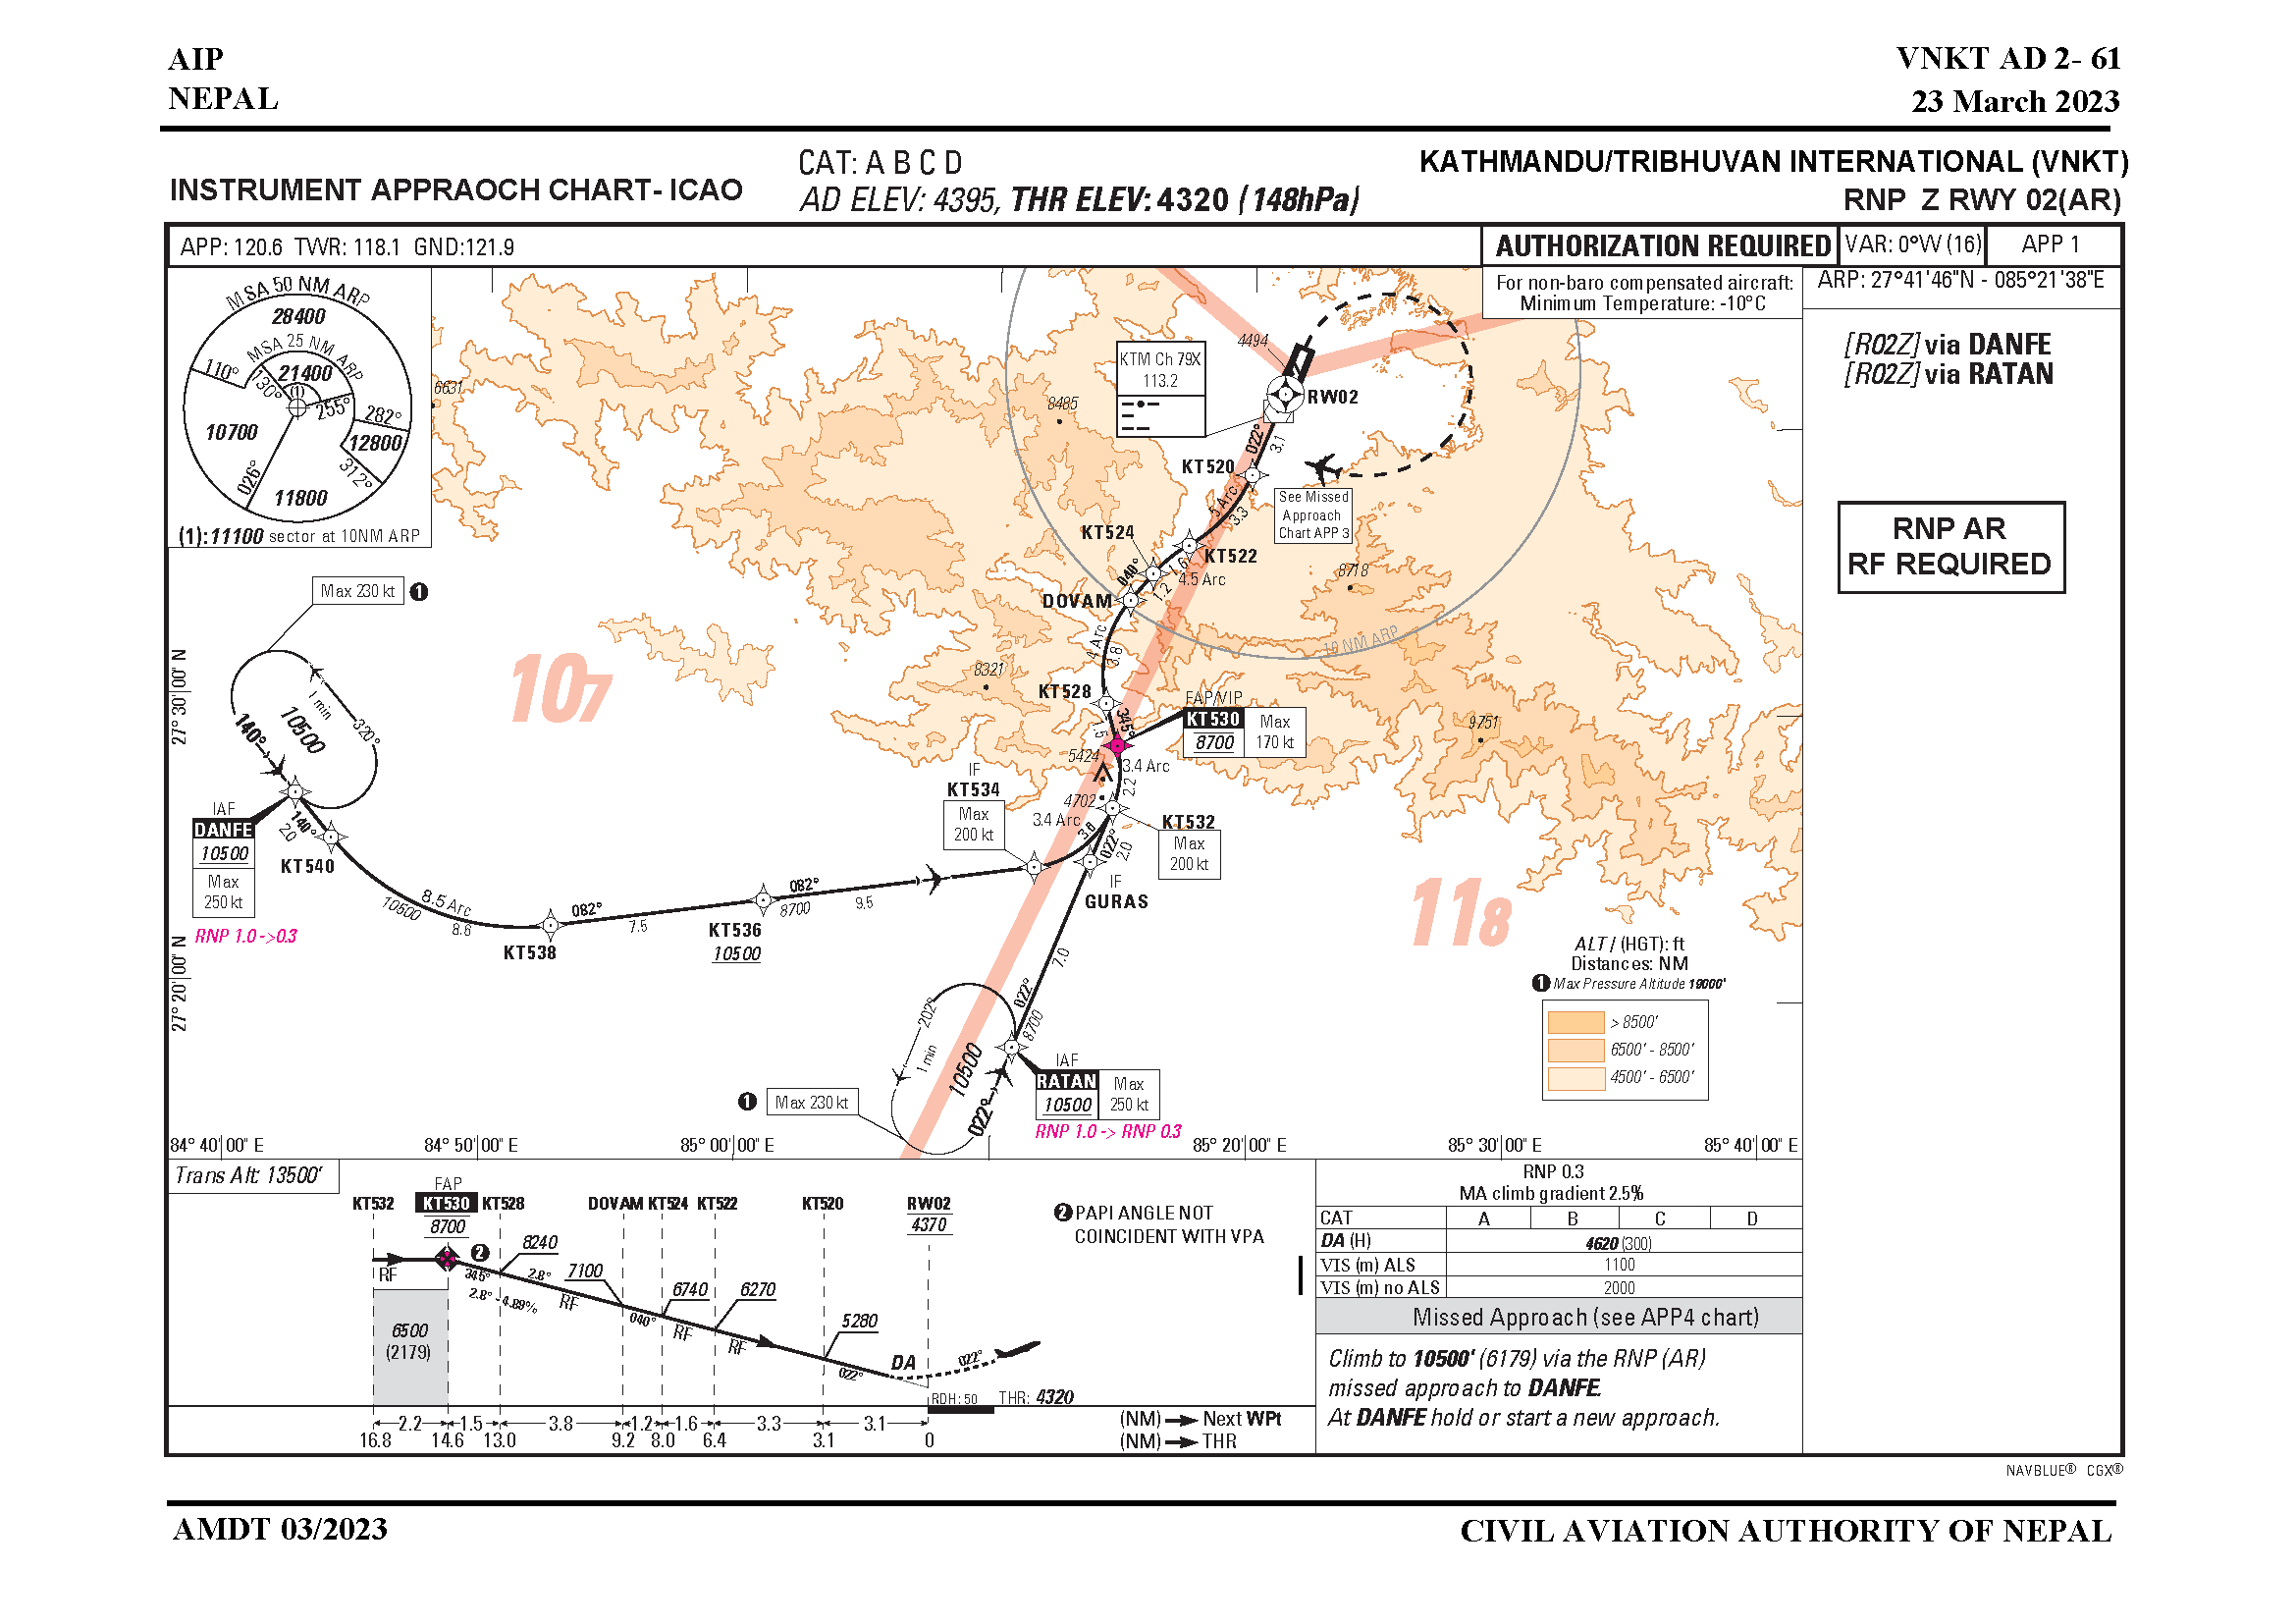 AIP
NEPAL
VNKT AD 2- 61
23 March 2023
INSTRUMENT APPRAOCH CHART- ICAO
CAT: A B C D
AD ELEV: 4395, THR ELEV: 4320 (148hPa)
KATHMANDU/TRIBHUVAN INTERNATIONAL (VNKT)
RNP Z RWY 02(AR)
APP: 120.6 TWR: 118.1 GND:121.9
AUTHORIZATION REQUIRED
VAR: 0°W (16)
APP 1
For non-baro compensated aircraft:
Minimum Temperature: -10°C
ARP: 27°41'46"N - 085°21'38"E
[R02Z] via DANFE
[R02Z] via RATAN
RNP AR
RF REQUIRED
MSA 50 NM ARP
28400
MSA 25 NM ARP
21400
110°
130°
(1)
255°
282°
10700
12800
026°
312°
11800
(1):11100 sector at 10NM ARP
6631
8485
4494
KTM Ch 79X
113.2
RW02
022°
3.1
KT520
See Missed
Approach
Chart APP 3
5 Arc
3.3
KT524
KT522
1.6
4.5 Arc
040°
1.2
DOVAM
8718
10 NM ARP
4 Arc
3.8
8321
KT528
FAP/VIP
KT530
8700
Max
170 kt
345°
1.5
5424
3.4 Arc
2.2
9751
4702
IF
KT534
Max
200 kt
3.4 Arc
3.8
KT532
Max
200 kt
022°
2.0
IF
GURAS
Max 230 kt 1
107
118
1 min
10500
140°
320°
IAF
DANFE
10500
Max
250 kt
RNP 1.0 ->0.3
140°
2.0
KT540
8.5 Arc
10500
8.6
KT538
082°
7.5
KT536
10500
082°
8700
9.5
7.0
022°
8700
202°
1 min
10500
022°
IAF
RATAN
10500
Max
250 kt
RNP 1.0 -> RNP 0.3
1 Max 230 kt
ALT / (HGT): ft
Distances: NM
1 Max Pressure Altitude 19000'
> 8500'
6500' - 8500'
4500' - 6500'
27° 30' 00" N
27° 20' 00" N
84° 40' 00" E
84° 50' 00" E
85° 00' 00" E
85° 20' 00" E
85° 30' 00" E
85° 40' 00" E
Trans Alt: 13500'
FAP
KT532 KT530 KT528 DOVAM KT524 KT522 KT520 RW02
8700
4370
2
8240
7100
6740
6270
5280
RF
345°
2.8°
2.8° - 4.89%
RF
040°
RF
RF
022°
DA
022°
6500
(2179)
RDH: 50
THR: 4320
2 PAPI ANGLE NOT
COINCIDENT WITH VPA
2.2 1.5 3.8 1.2 1.6 3.3 3.1
(NM) Next WPt
16.8 14.6 13.0 9.2 8.0 6.4 3.1 0
(NM) THR
RNP 0.3
MA climb gradient 2.5%
CAT A B C D
DA (H) 4620 (300)
VIS (m) ALS 1100
VIS (m) no ALS 2000
Missed Approach (see APP4 chart)
Climb to 10500' (6179) via the RNP (AR)
missed approach to DANFE.
At DANFE hold or start a new approach.
NAVBLUE® CGX®
AMDT 03/2023
CIVIL AVIATION AUTHORITY OF NEPAL